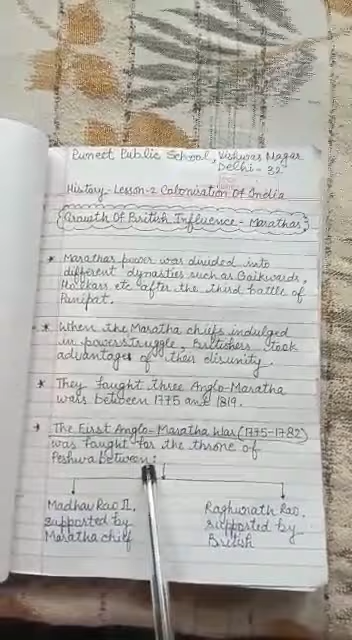 Puneet Public School, Vishwas Nagar
Delhi-32
History- Lesson-2 Colonisation Of India
Growth Of British Influence - Marathas
* Marathas power was divided into
different dynasties such as Gaikwards,
Holkars etc after the third battle of
Panipat.
* When the Maratha chiefs indulged
in power struggle, Britishers took
advantage of their disunity.
* They fought three Anglo-Maratha
wars between 1775 and 1819.
* The First Anglo-Maratha War (1775-1782)
was fought for the throne of
Peshwa between:
Madhav Rao II,
supported by
Maratha chief
Raghunath Rao,
supported by
British